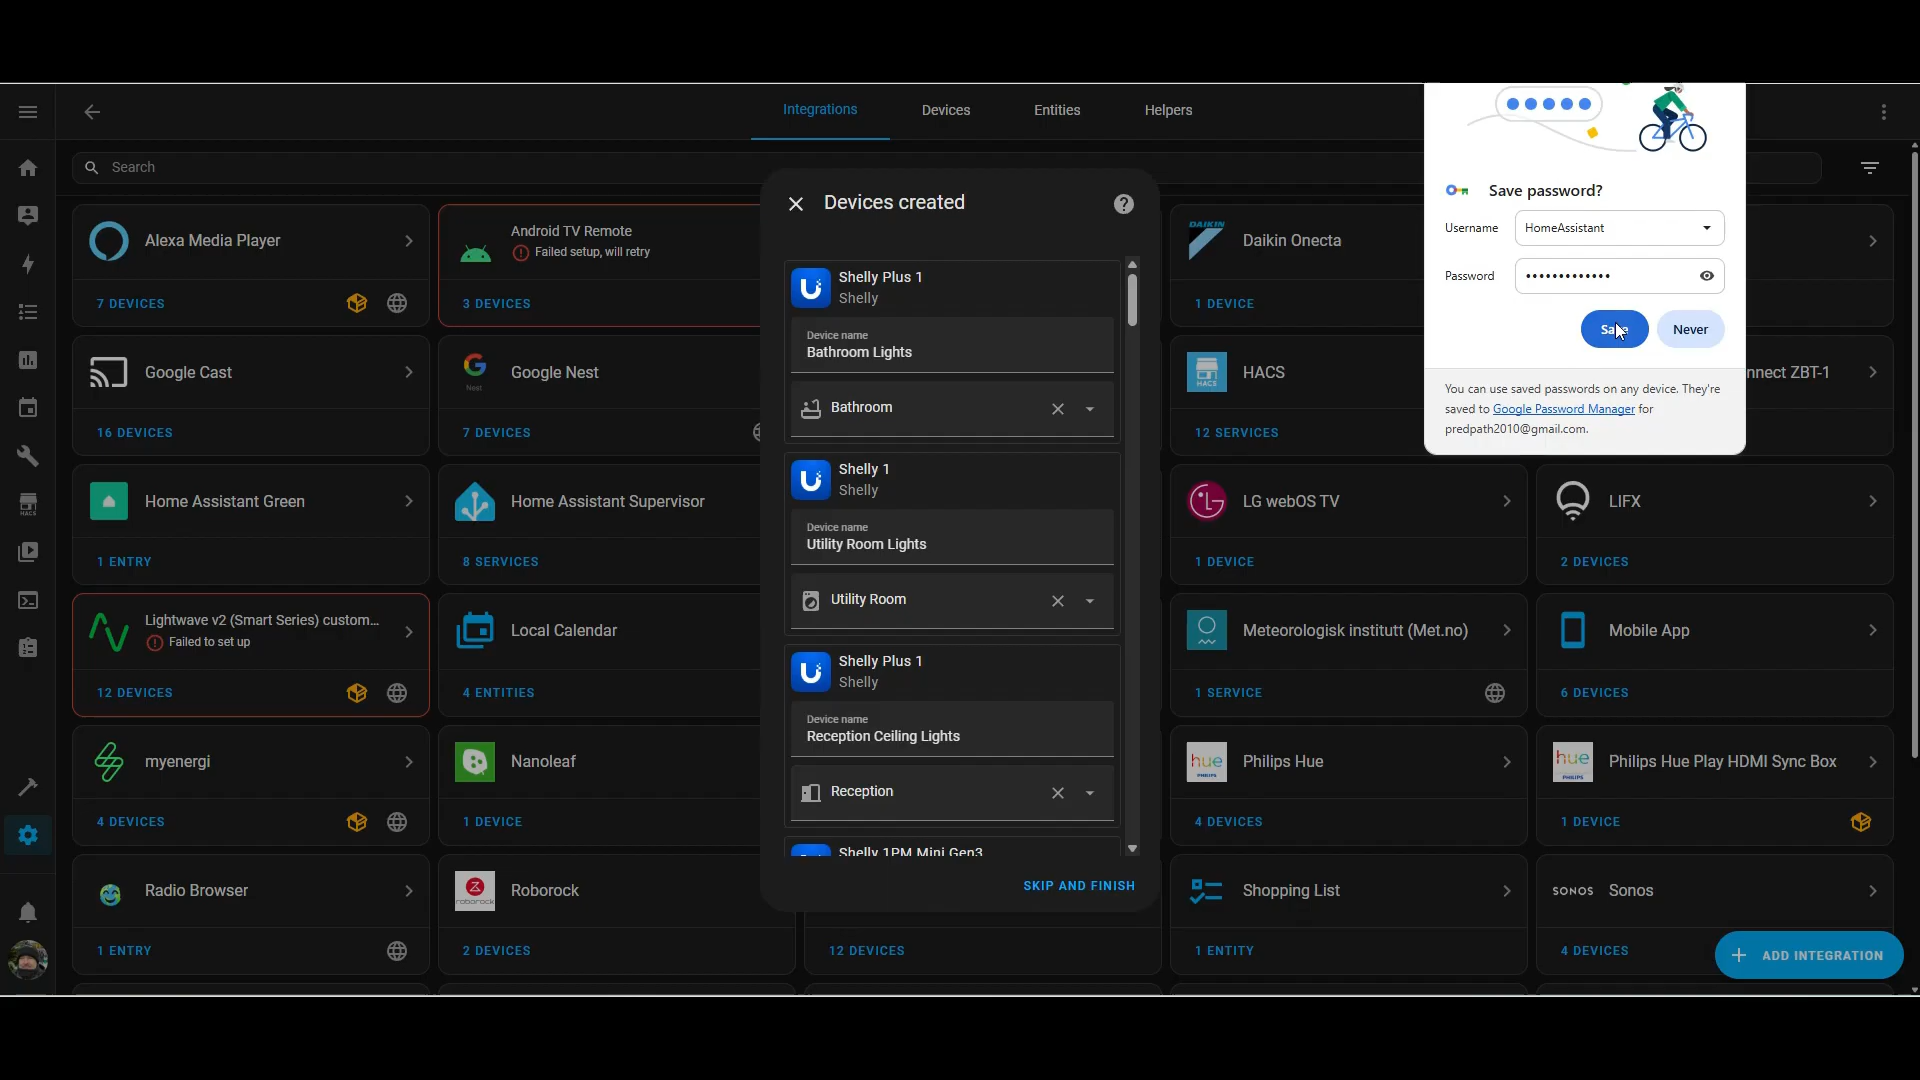 Integrations
Devices
Entities
Helpers
Search
Alexa Media Player
7 DEVICES
Android TV Remote
Failed setup, will retry
3 DEVICES
Daikin Onecta
DAIKIN
1 DEVICE
Google Cast
16 DEVICES
Google Nest
Nest
7 DEVICES
HACS
HACS
12 SERVICES
nnect ZBT-1
Home Assistant Green
1 ENTRY
Home Assistant Supervisor
8 SERVICES
LG webOS TV
1 DEVICE
LIFX
2 DEVICES
Lightwave v2 (Smart Series) custom...
Failed to set up
12 DEVICES
Local Calendar
4 ENTITIES
Meteorologisk institutt (Met.no)
1 SERVICE
Mobile App
6 DEVICES
myenergi
4 DEVICES
Nanoleaf
1 DEVICE
hue
PHILIPS
Philips Hue
4 DEVICES
hue
PHILIPS
Philips Hue Play HDMI Sync Box
1 DEVICE
Radio Browser
1 ENTRY
roborock
Roborock
2 DEVICES
12 DEVICES
Shopping List
1 ENTITY
SONOS
Sonos
4 DEVICES
ADD INTEGRATION
HACS
Devices created
Shelly Plus 1
Shelly
Device name
Bathroom Lights
Bathroom
Shelly 1
Shelly
Device name
Utility Room Lights
Utility Room
Shelly Plus 1
Shelly
Device name
Reception Ceiling Lights
Reception
Shelly 1PM Mini Gen3
SKIP AND FINISH
Save password?
Username
HomeAssistant
Password
•••••••••••••
Save
Never
You can use saved passwords on any device. They're
saved to Google Password Manager for
predpath2010@gmail.com.